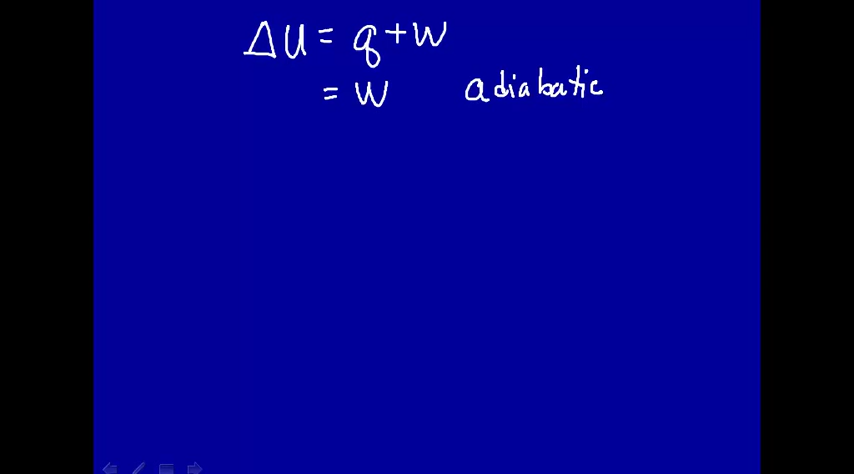 ΔU = q + w
= w adiabatic